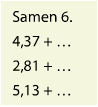 Samen 6.
4,37 + ...
2,81 + ...
5,13 + ...